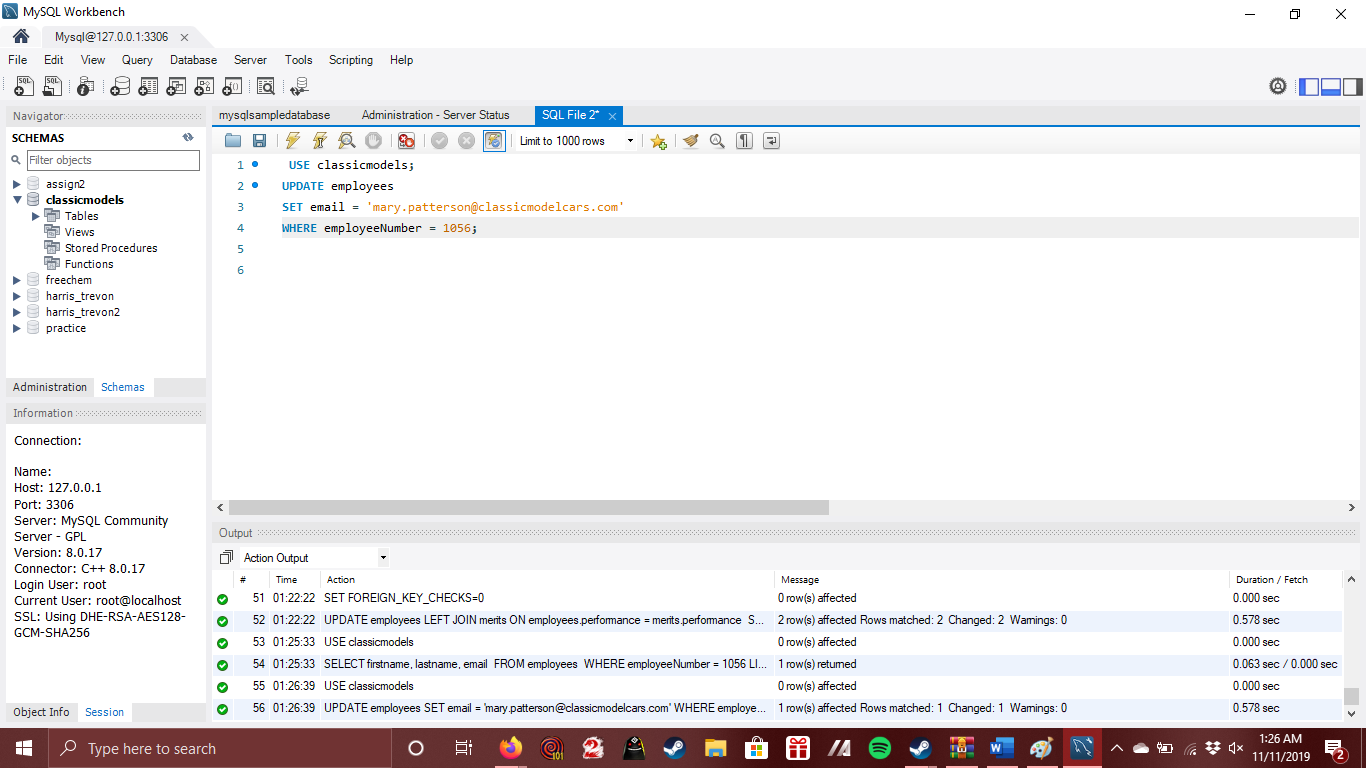 MySQL Workbench
Mysql@127.0.0.1:3306
File Edit View Query Database Server Tools Scripting Help
Navigator
SCHEMAS
Filter objects
assign2
classicmodels
Tables
Views
Stored Procedures
Functions
freechem
harris_trevon
harris_trevon2
practice
Administration Schemas
Information
Connection:
Name:
Host: 127.0.0.1
Port: 3306
Server: MySQL Community
Server - GPL
Version: 8.0.17
Connector: C++ 8.0.17
Login User: root
Current User: root@localhost
SSL: Using DHE-RSA-AES128-
GCM-SHA256
Object Info Session
mysqlsampledatabase Administration - Server Status SQL File 2*
Limit to 1000 rows
1 USE classicmodels;
2 UPDATE employees
3 SET email = 'mary.patterson@classicmodelcars.com'
4 WHERE employeeNumber = 1056;
5
6
Output
Action Output
# Time Action Message Duration / Fetch
51 01:22:22 SET FOREIGN_KEY_CHECKS=0 0 row(s) affected 0.000 sec
52 01:22:22 UPDATE employees LEFT JOIN merits ON employees.performance = merits.performance S... 2 row(s) affected Rows matched: 2 Changed: 2 Warnings: 0 0.578 sec
53 01:25:33 USE classicmodels 0 row(s) affected 0.000 sec
54 01:25:33 SELECT firstname, lastname, email FROM employees WHERE employeeNumber = 1056 LI... 1 row(s) returned 0.063 sec / 0.000 sec
55 01:26:39 USE classicmodels 0 row(s) affected 0.000 sec
56 01:26:39 UPDATE employees SET email = 'mary.patterson@classicmodelcars.com' WHERE employe... 1 row(s) affected Rows matched: 1 Changed: 1 Warnings: 0 0.578 sec
Type here to search
1:26 AM
11/11/2019
2